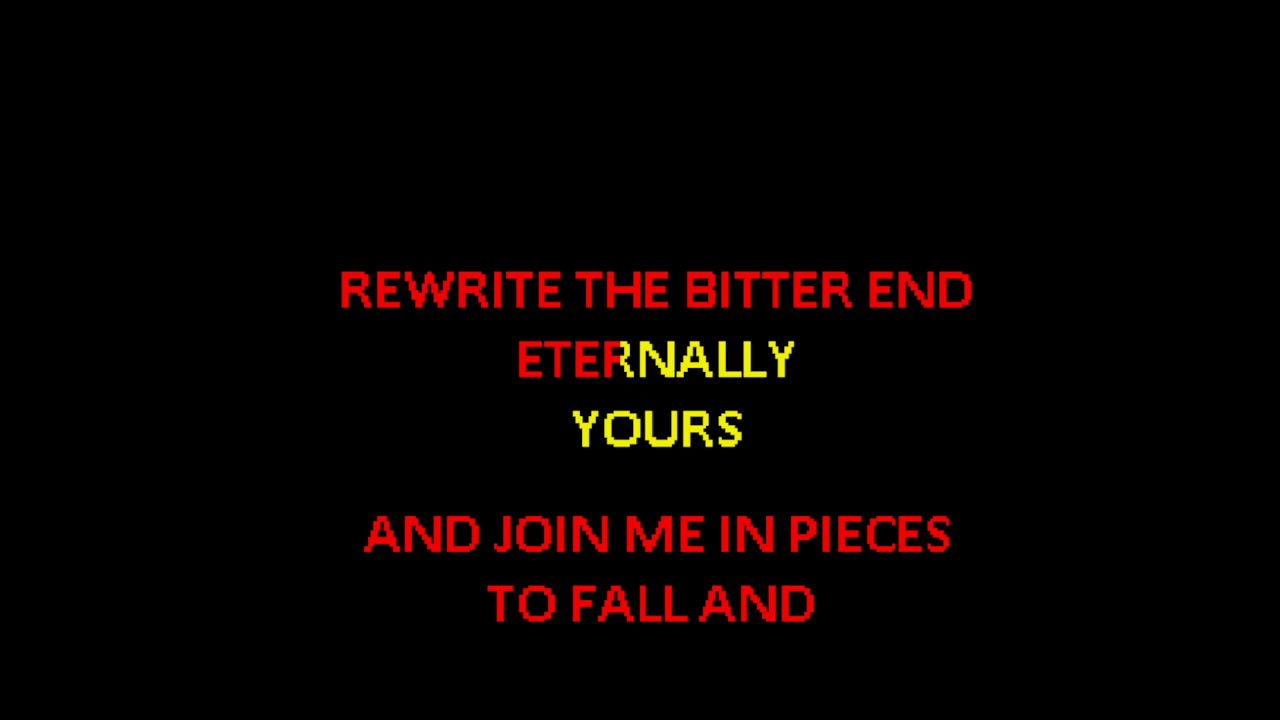 REWRITE THE BITTER END
ETERNALLY
YOURS
AND JOIN ME IN PIECES
TO FALL AND